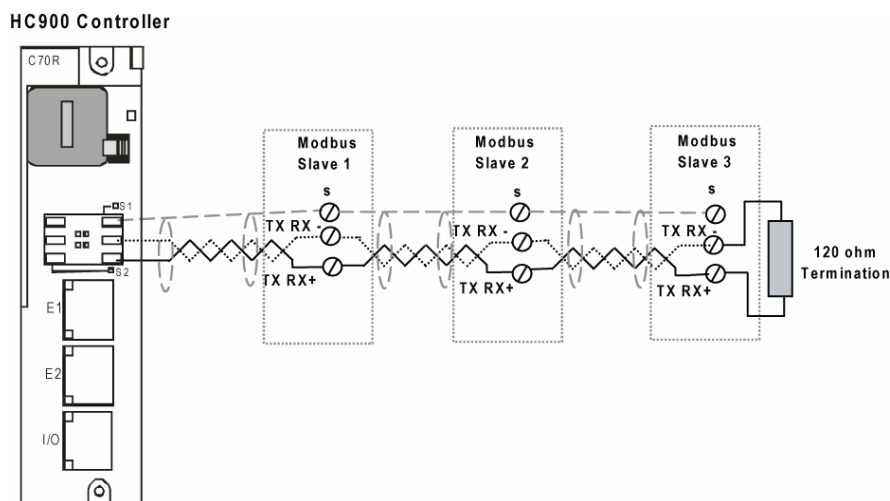 HC900 Controller
C70R
S1
S2
E1
E2
I/O
Modbus
Slave 1
s
TX RX -
TX RX+
Modbus
Slave 2
s
TX RX -
TX RX+
Modbus
Slave 3
s
TX RX -
TX RX+
120 ohm
Termination